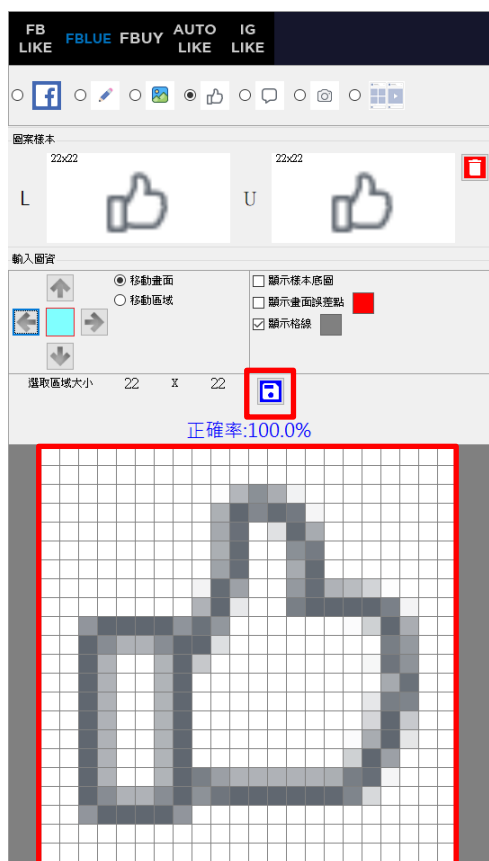 FB LIKE FBLUE FBUY AUTO LIKE IG LIKE
圖案樣本
22x22 22x22
L U
輸入圖資
移動畫面 顯示樣本底圖
移動區域 顯示畫面誤差點
顯示格線
選取區域大小 22 X 22
正確率:100.0%